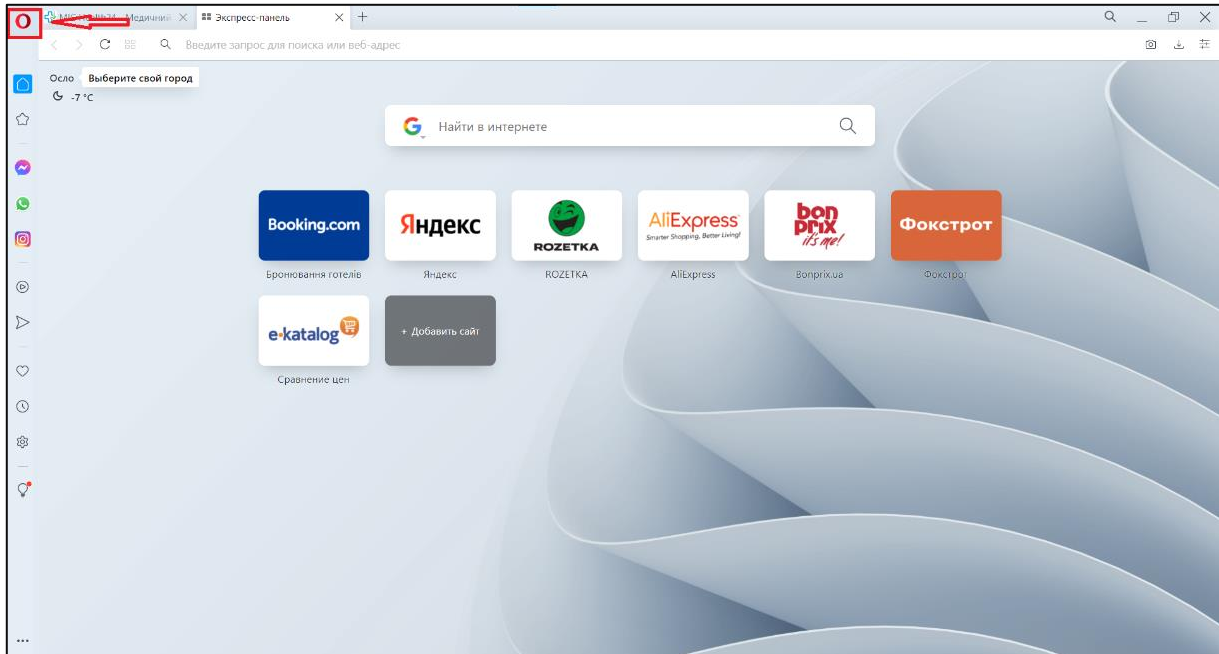 Медичний
Экспресс-панель
Введите запрос для поиска или веб-адрес
Осло
Выберите свой город
-7 °C
Найти в интернете
Booking.com
Яндекс
ROZETKA
AliExpress
Smarter Shopping, Better Living!
bon
prix
it's me!
Фокстрот
Бронювання готелів
Яндекс
ROZETKA
AliExpress
Bonprix.ua
Фокстрот
e-katalog
+ Добавить сайт
Сравнение цен